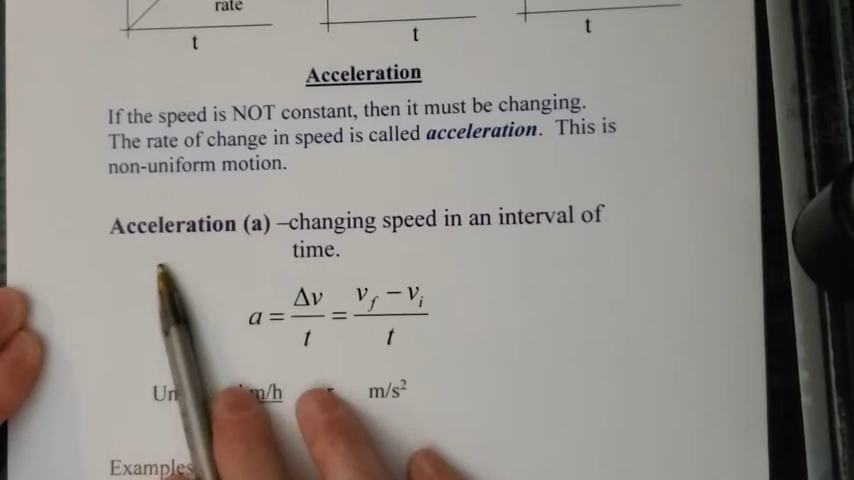 rate
t
t
t
Acceleration
If the speed is NOT constant, then it must be changing.
The rate of change in speed is called acceleration. This is
non-uniform motion.
Acceleration (a) –changing speed in an interval of
time.
a = Δv / t = v_f − v_i / t
m/h m/s²
Examples